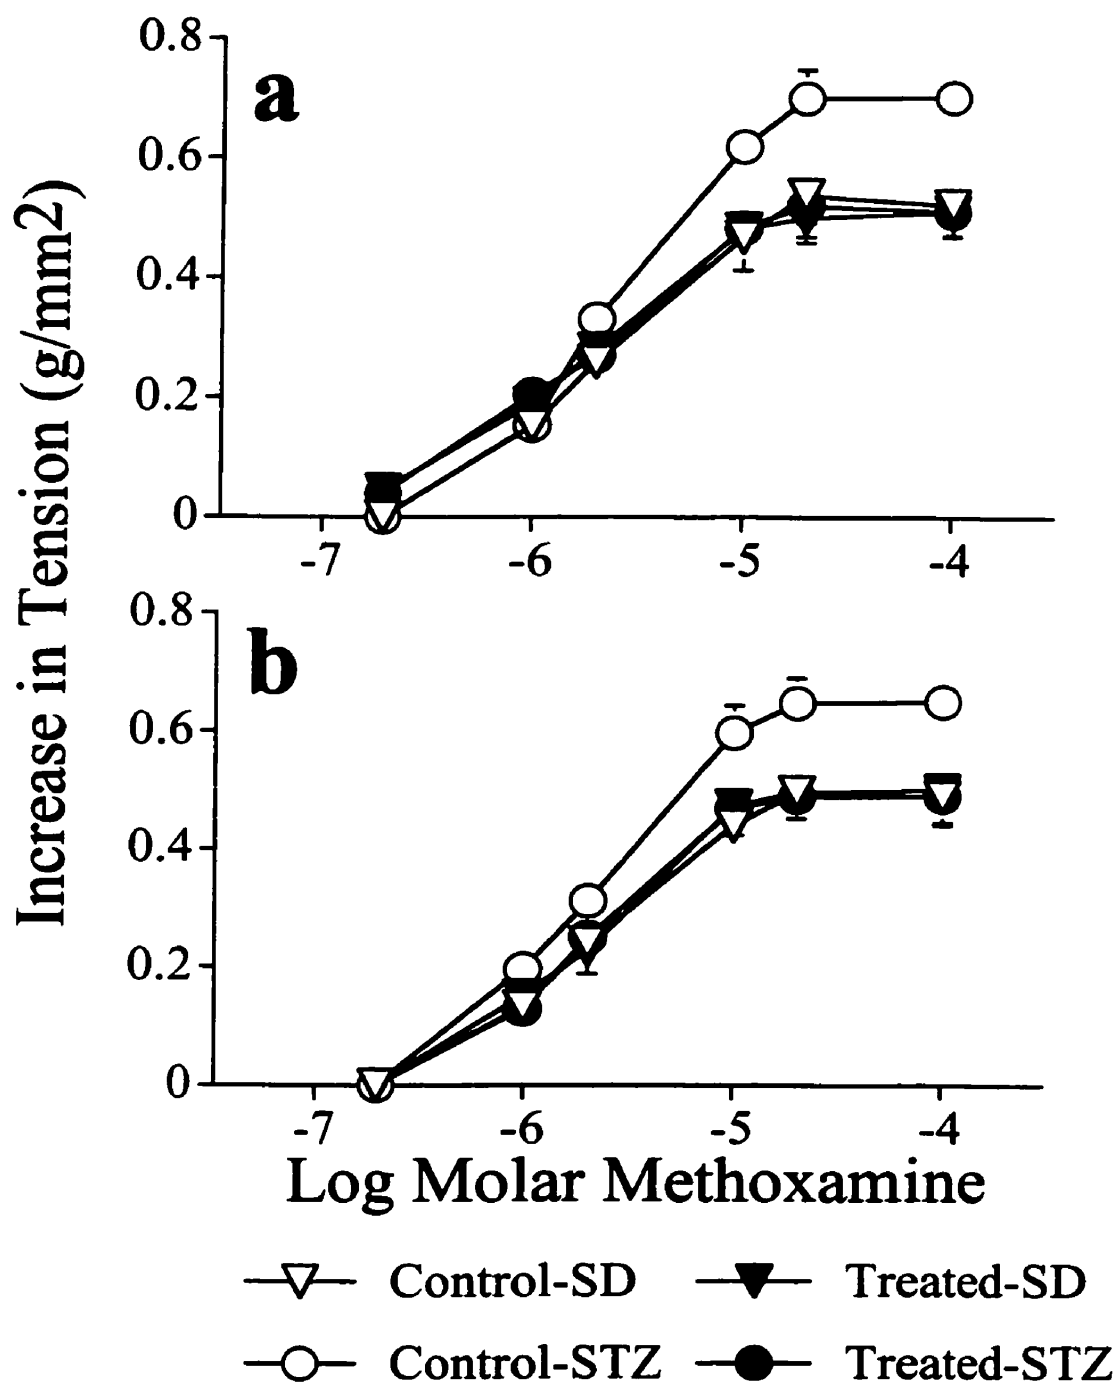 Increase in Tension (g/mm2)
a
0.8
0.6
0.4
0.2
0
-7 -6 -5 -4
b
0.8
0.6
0.4
0.2
0
-7 -6 -5 -4
Log Molar Methoxamine
Control-SD Treated-SD
Control-STZ Treated-STZ